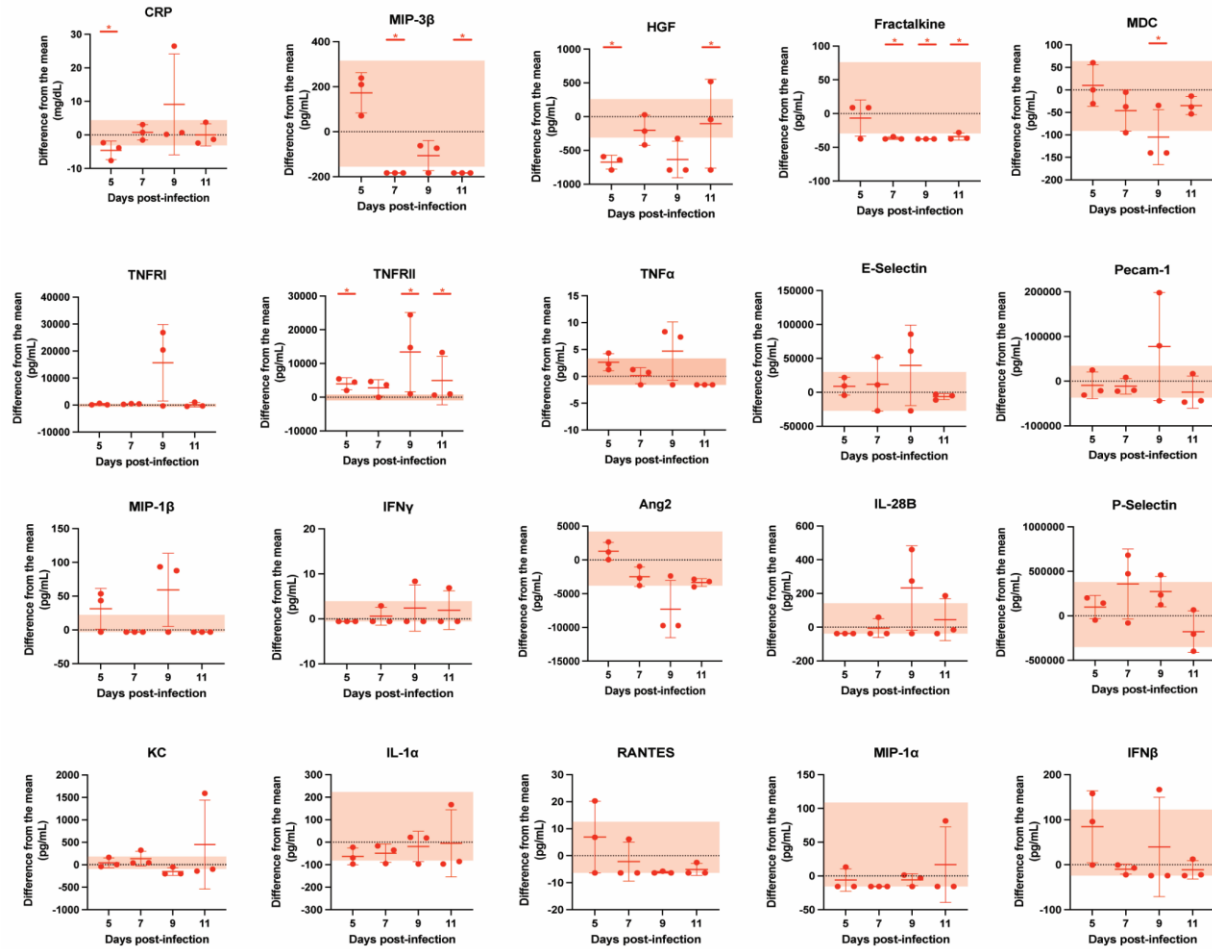 CRP
Difference from the mean
(mg/dL)
30
20
10
0
-10
5 7 9 11
Days post-infection
*
MIP-3β
Difference from the mean
(pg/mL)
400
200
0
-200
5 7 9 11
Days post-infection
* *
HGF
Difference from the mean
(pg/mL)
1000
500
0
-500
-1000
5 7 9 11
Days post-infection
* *
Fractalkine
Difference from the mean
(pg/mL)
100
50
0
-50
-100
5 7 9 11
Days post-infection
* * *
MDC
Difference from the mean
(pg/mL)
100
50
0
-50
-100
-150
-200
5 7 9 11
Days post-infection
*
TNFRI
Difference from the mean
(pg/mL)
40000
30000
20000
10000
0
-10000
5 7 9 11
Days post-infection
TNFRII
Difference from the mean
(pg/mL)
30000
20000
10000
0
-10000
5 7 9 11
Days post-infection
* * *
TNFα
Difference from the mean
(pg/mL)
15
10
5
0
-5
-10
5 7 9 11
Days post-infection
E-Selectin
Difference from the mean
(pg/mL)
150000
100000
50000
0
-50000
5 7 9 11
Days post-infection
Pecam-1
Difference from the mean
(pg/mL)
200000
100000
0
-100000
5 7 9 11
Days post-infection
MIP-1β
Difference from the mean
(pg/mL)
150
100
50
0
-50
5 7 9 11
Days post-infection
IFNγ
Difference from the mean
(pg/mL)
20
10
0
-10
5 7 9 11
Days post-infection
Ang2
Difference from the mean
(pg/mL)
5000
0
-5000
-10000
-15000
5 7 9 11
Days post-infection
IL-28B
Difference from the mean
(pg/mL)
600
400
200
0
-200
5 7 9 11
Days post-infection
P-Selectin
Difference from the mean
(pg/mL)
1000000
500000
0
-500000
5 7 9 11
Days post-infection
KC
Difference from the mean
(pg/mL)
2000
1500
1000
500
0
-500
-1000
5 7 9 11
Days post-infection
IL-1α
Difference from the mean
(pg/mL)
300
200
100
0
-100
-200
-300
5 7 9 11
Days post-infection
RANTES
Difference from the mean
(pg/mL)
30
20
10
0
-10
-20
5 7 9 11
Days post-infection
MIP-1α
Difference from the mean
(pg/mL)
150
100
50
0
-50
5 7 9 11
Days post-infection
IFNβ
Difference from the mean
(pg/mL)
200
100
0
-100
5 7 9 11
Days post-infection